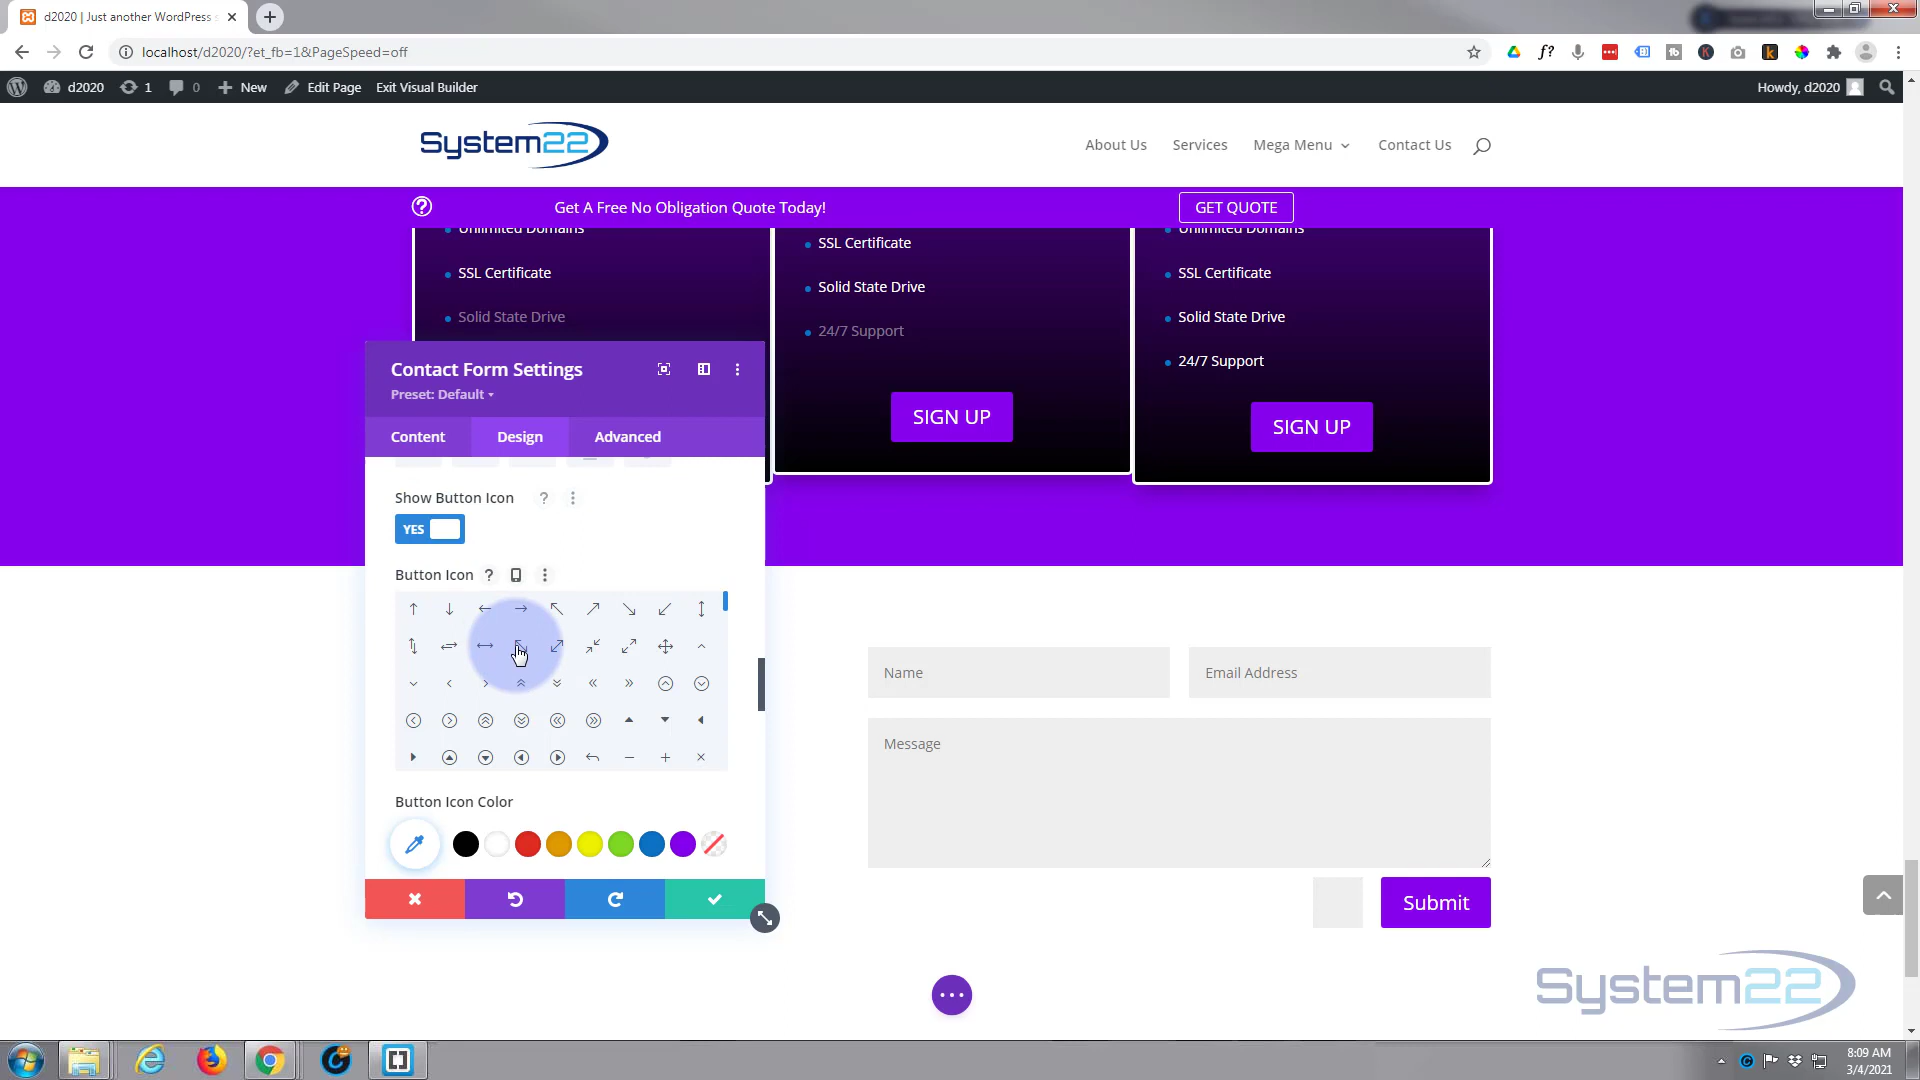 d2020 | Just another WordPress s
localhost/d2020/?et_fb=1&PageSpeed=off
d2020
1
0
New
Edit Page
Exit Visual Builder
Howdy, d2020
System22
About Us
Services
Mega Menu
Contact Us
Get A Free No Obligation Quote Today!
GET QUOTE
Unlimited Domains
SSL Certificate
Solid State Drive
SSL Certificate
Solid State Drive
24/7 Support
SIGN UP
Unlimited Domains
SSL Certificate
Solid State Drive
24/7 Support
SIGN UP
Contact Form Settings
Preset: Default
Content
Design
Advanced
Show Button Icon
YES
Button Icon
Button Icon Color
Name
Email Address
Message
Submit
System22
8:09 AM
3/4/2021